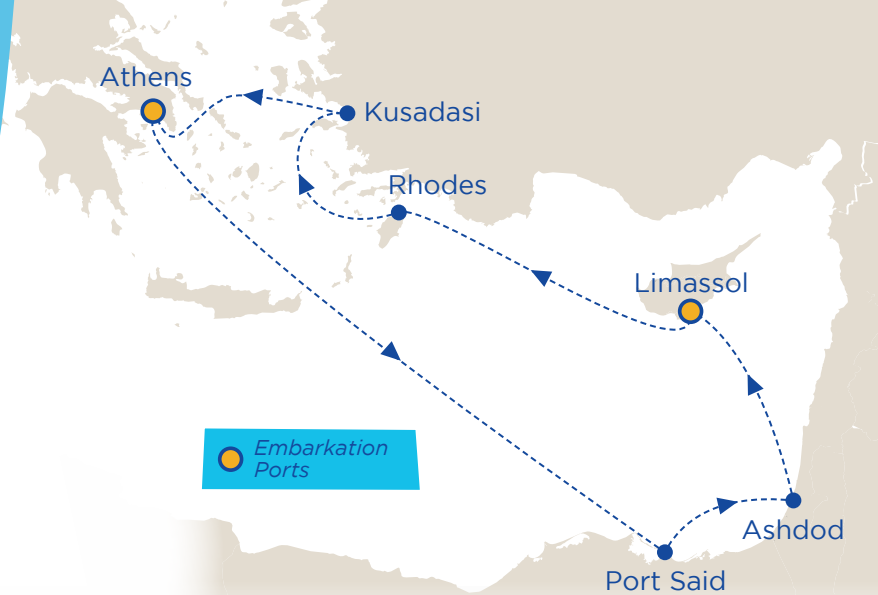 Athens
Kusadasi
Rhodes
Limassol
Embarkation
Ports
Ashdod
Port Said